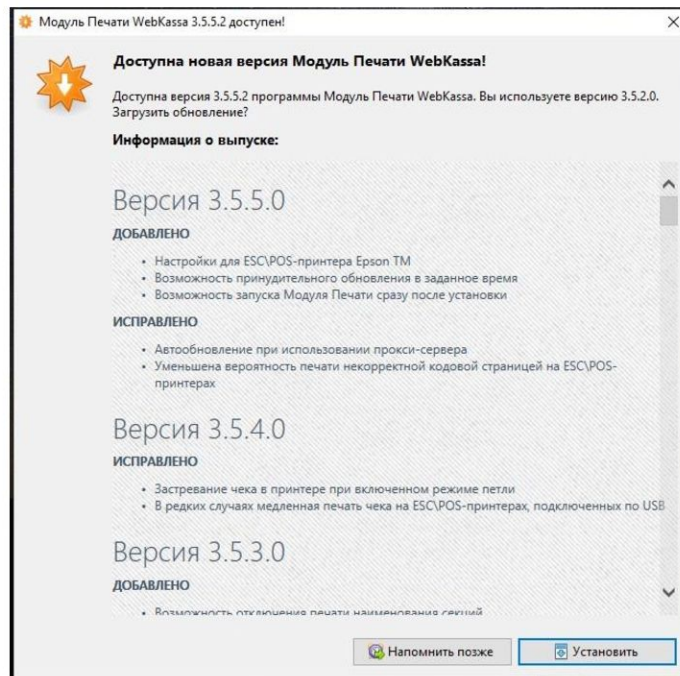 Модуль Печати WebKassa 3.5.5.2 доступен!
Доступна новая версия Модуль Печати WebKassa!
Доступна версия 3.5.5.2 программы Модуль Печати WebKassa. Вы используете версию 3.5.2.0.
Загрузить обновление?
Информация о выпуске:
Версия 3.5.5.0
ДОБАВЛЕНО
• Настройки для ESC\POS-принтера Epson TM
• Возможность принудительного обновления в заданное время
• Возможность запуска Модуля Печати сразу после установки
ИСПРАВЛЕНО
• Автообновление при использовании прокси-сервера
• Уменьшена вероятность печати некорректной кодовой страницей на ESC\POS-
принтерах
Версия 3.5.4.0
ИСПРАВЛЕНО
• Застревание чека в принтере при включенном режиме петли
• В редких случаях медленная печать чека на ESC\POS-принтерах, подключенных по USB
Версия 3.5.3.0
ДОБАВЛЕНО
• Возможность отключения печати наименования секций
Напомнить позже
Установить